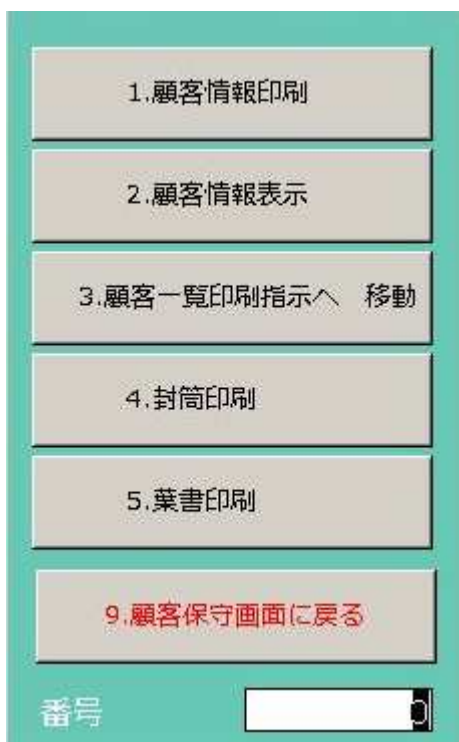 1.顧客情報印刷
2.顧客情報表示
3.顧客一覧印刷指示へ　移動
4.封筒印刷
5.葉書印刷
9.顧客保守画面に戻る
番号 0